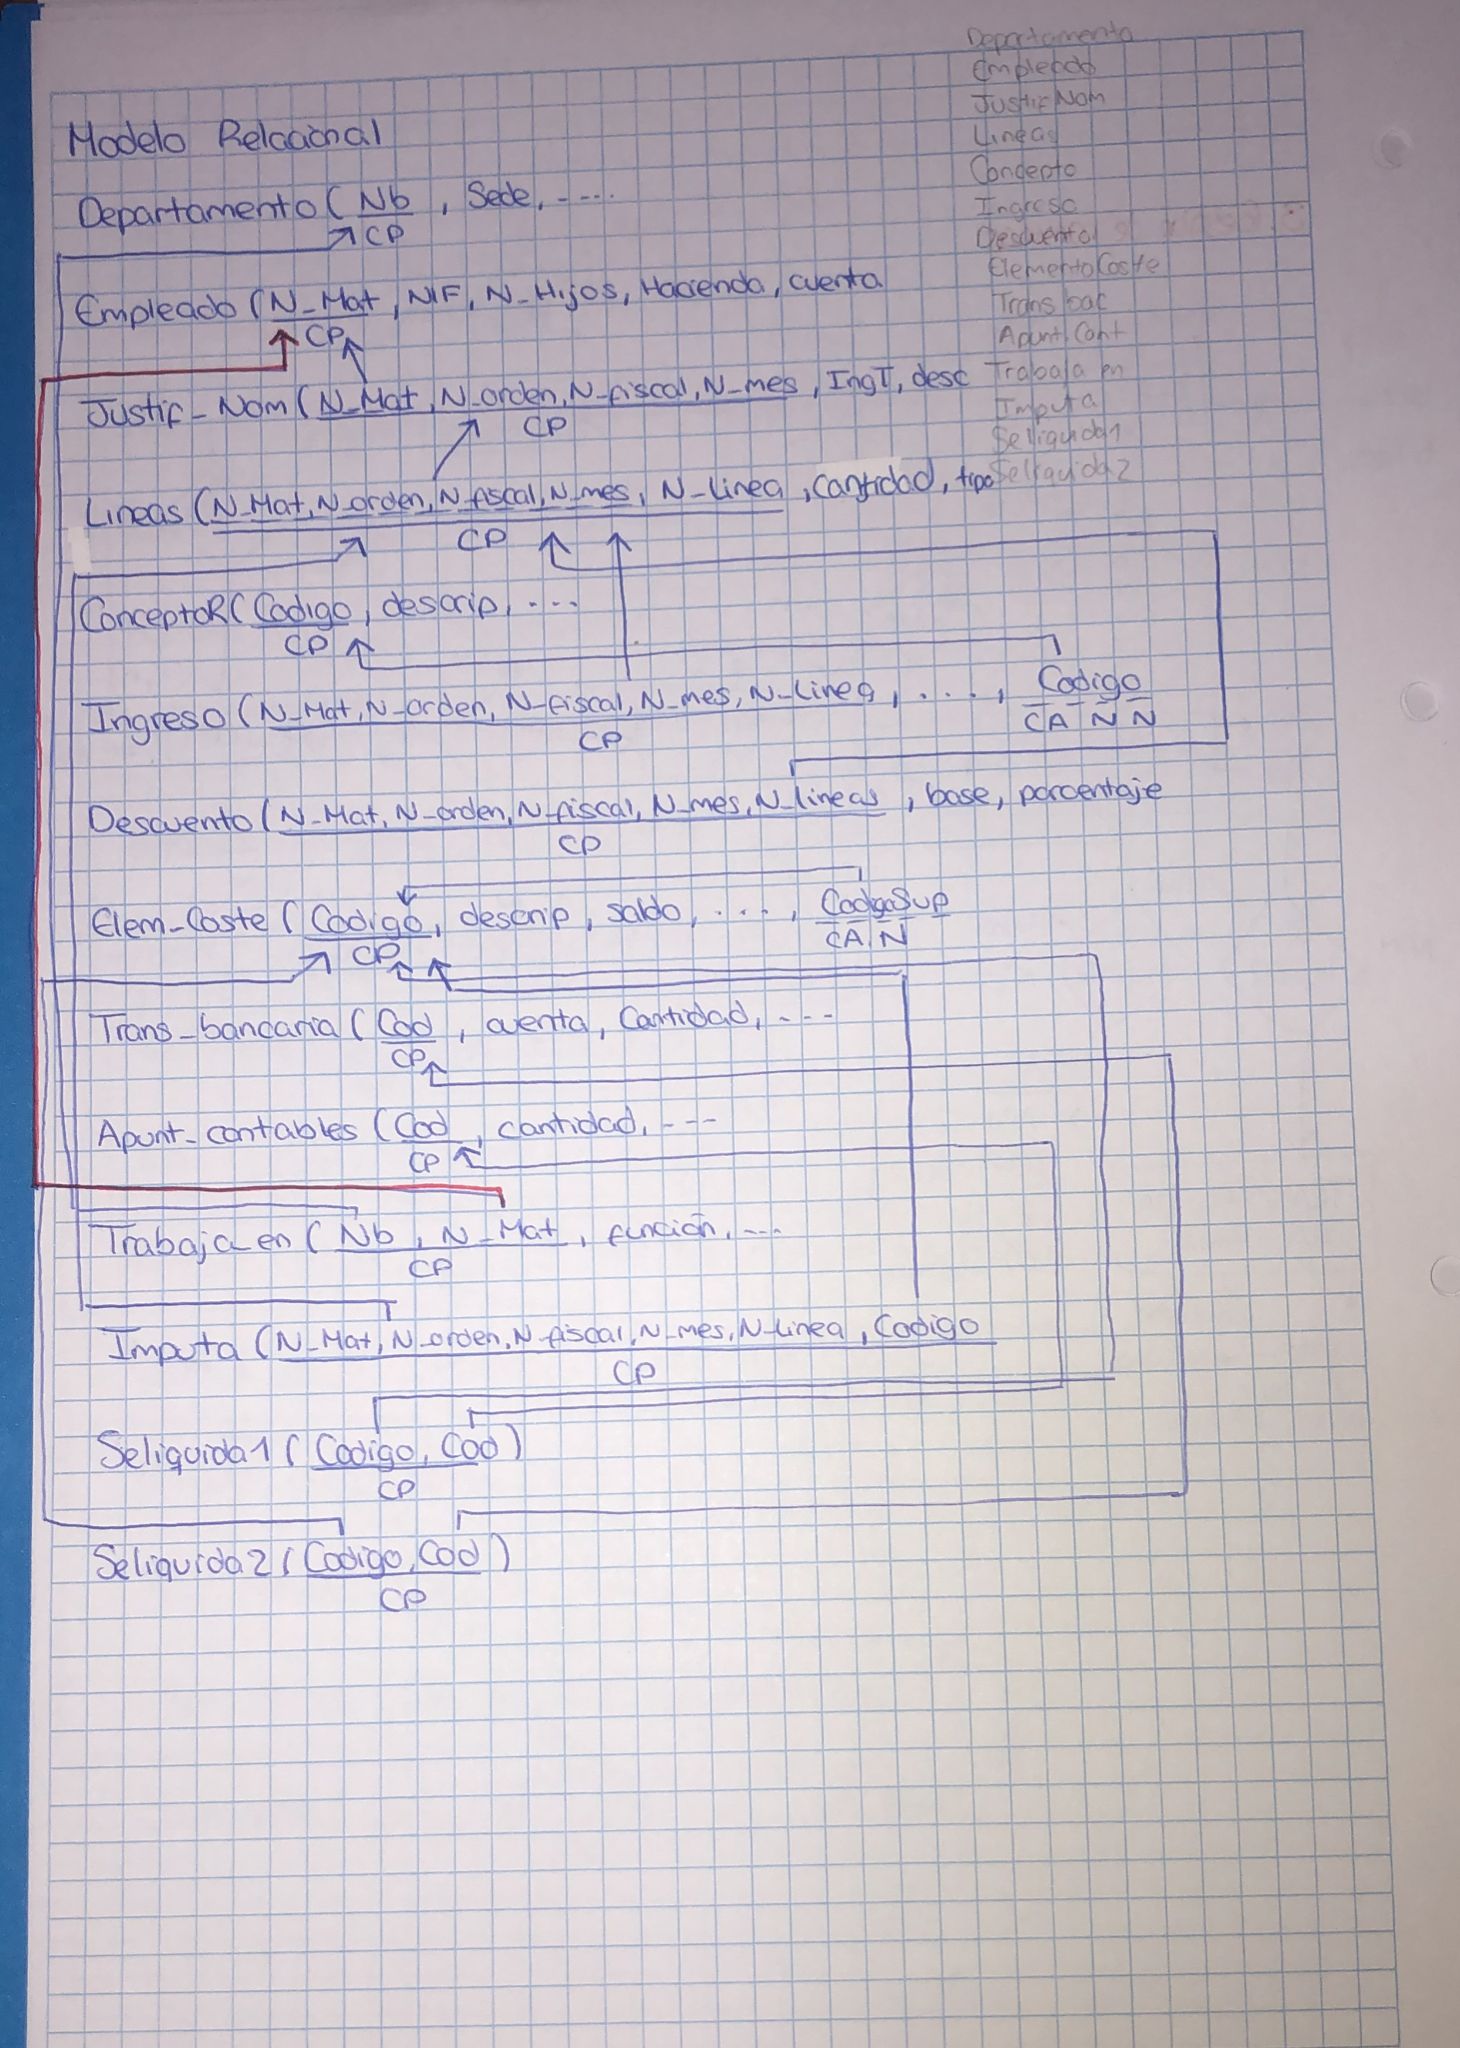 Modelo Relacional
Departamento ( Nb , Sede, ----
CP
Empleado ( N_Mat , NIF, N_Hijos, Hacienda, cuenta
CP
Justif_Nom ( N_Mat, N_orden, N_fiscal, N_mes , IngT, desc
CP
Lineas ( N_Mat, N_orden, N_fiscal, N_mes, N_Linea , cantidad, tipo
CP
ConceptoR ( Codigo, descrip, ....
CP
Ingreso ( N_Mat, N_orden, N_fiscal, N_mes, N_Linea, ...., Codigo
CP
CA N N
Descuento ( N_Mat, N_orden, N_fiscal, N_mes, N_lineas , base, porcentaje
CP
Elem_Coste ( Codigo, descrip, saldo, ...., CodigoSup
CP
CA N
Trans_bancaria ( Cod , cuenta, Cantidad, ---
CP
Apunt_contables ( Cod , cantidad, ---
CP
Trabaja_en ( Nb , N_Mat , función, ---
CP
Imputa ( N_Mat, N_orden, N_fiscal, N_mes, N_Linea , Codigo
CP
Seliquida1 ( Codigo, Cod )
CP
Seliquida2 ( Codigo, Cod )
CP
Departamento
Empleado
JustifNom
Lineas
Concepto
Ingreso
Descuento
ElementoCoste
Trans bac
Apunt. Cont
Trabaja en
Imputa
Seliquida1
Seliquida2